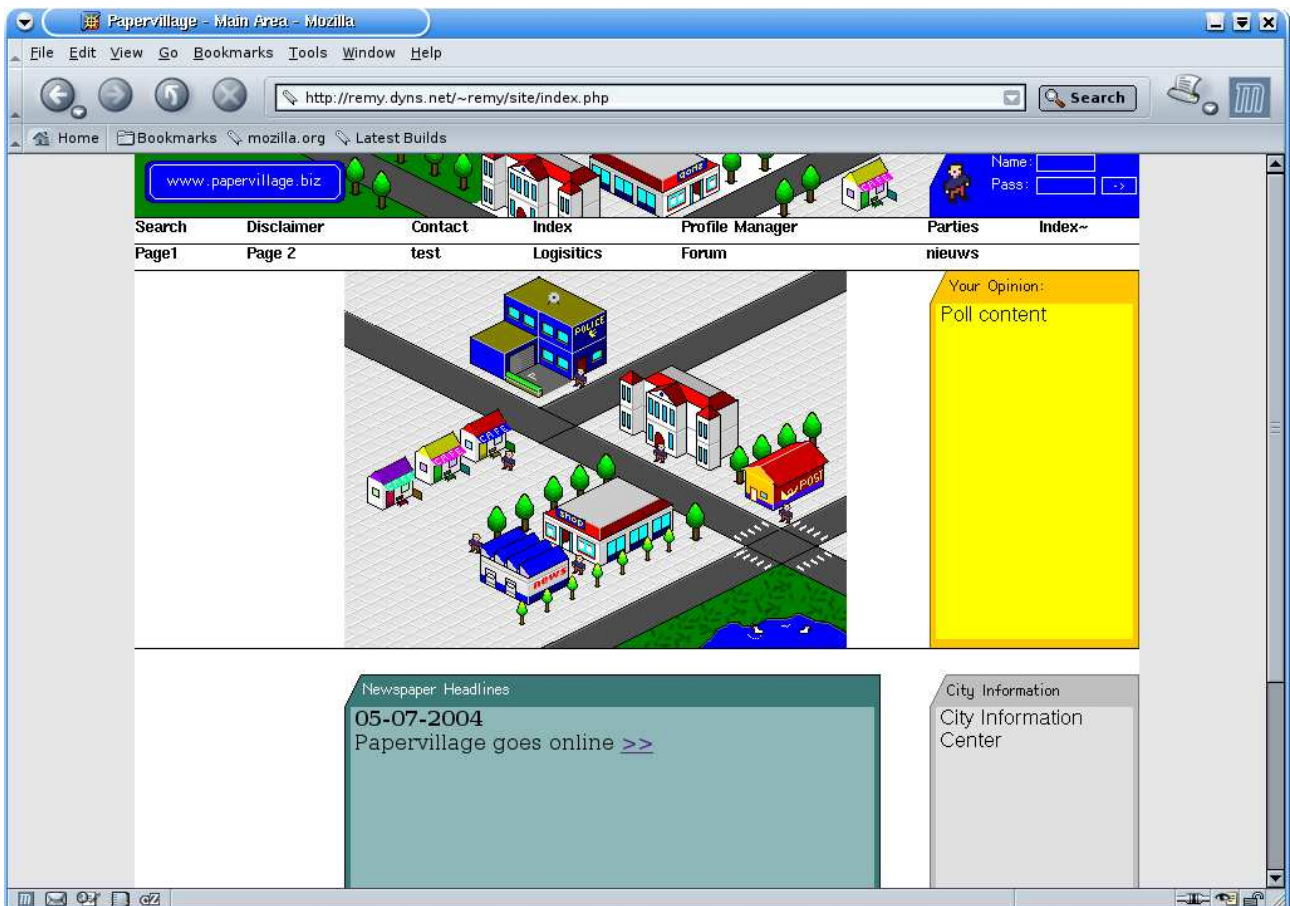 Papervillage - Main Area - Mozilla
File Edit View Go Bookmarks Tools Window Help
http://remy.dyns.net/~remy/site/index.php
Search
Home Bookmarks mozilla.org Latest Builds
www.papervillage.biz
shop
CAFE
Name:
Pass:
->
Search Disclaimer Contact Index Profile Manager Parties Index~
Page1 Page 2 test Logisitics Forum nieuws
Your Opinion:
Poll content
POLICE
P
CAFE
CAFE
POST
shop
news
Newspaper Headlines
05-07-2004
Papervillage goes online >>
City Information
City Information
Center